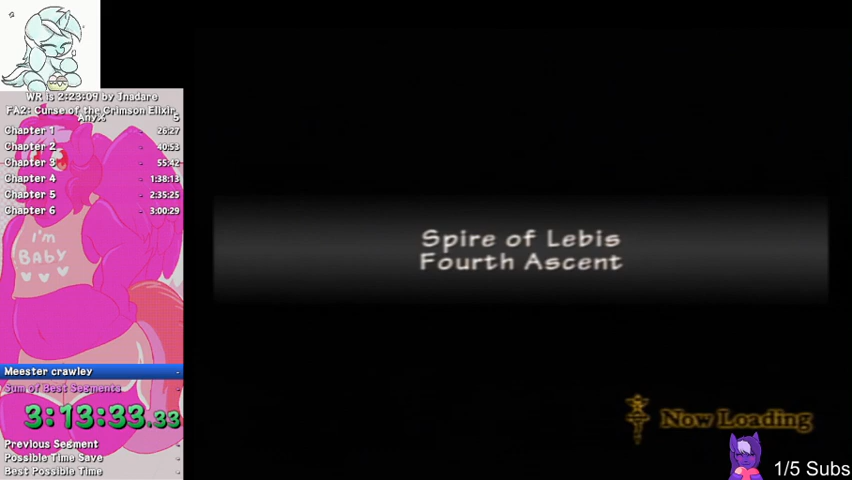 WR is 2:23:09 by Jnadare
FA2: Curse of the Crimson Elixir
Any% 5
Chapter 1 - 26:27
Chapter 2 - 40:53
Chapter 3 - 55:42
Chapter 4 - 1:38:13
Chapter 5 - 2:35:25
Chapter 6 - 3:00:29
I'm
BABY
Meester crawley -
Sum of Best Segments -
3:13:33.33
Previous Segment -
Possible Time Save -
Best Possible Time -
Spire of Lebis
Fourth Ascent
Now Loading
1/5 Subs